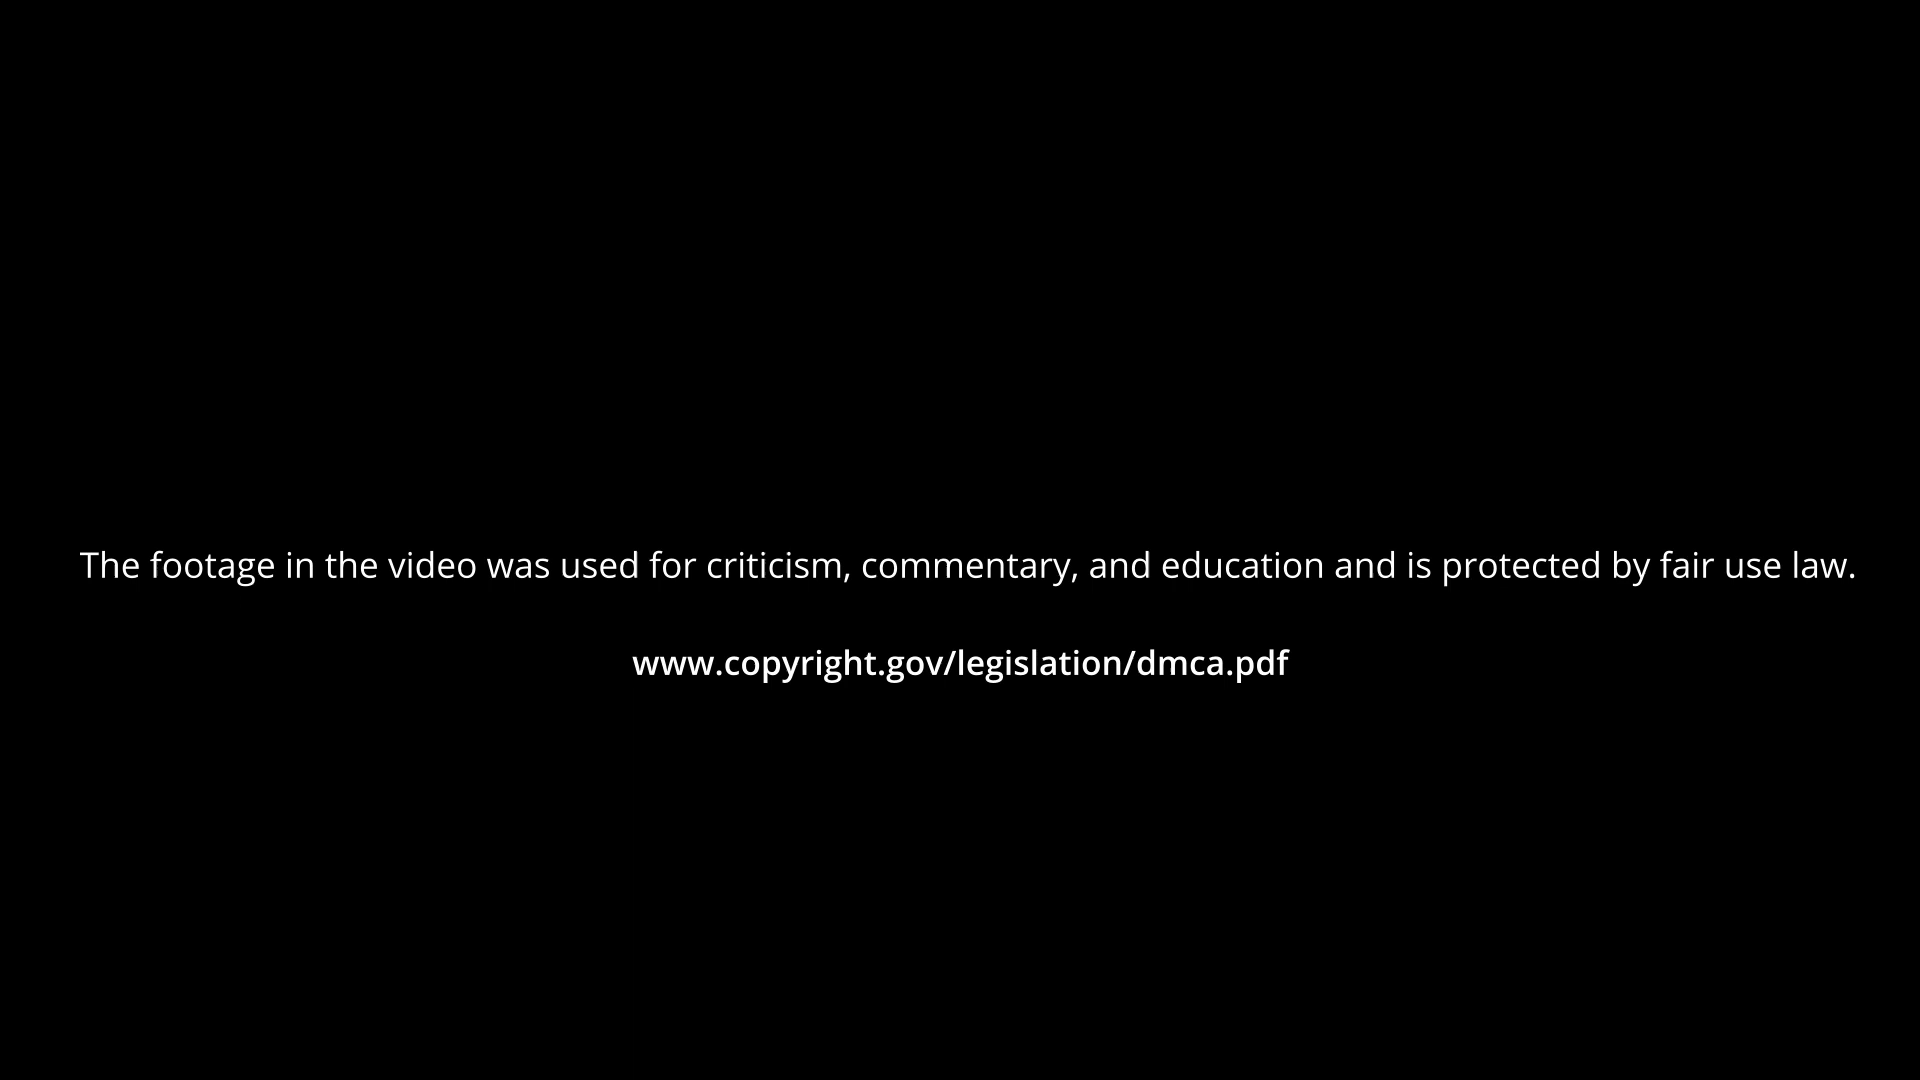 The footage in the video was used for criticism, commentary, and education and is protected by fair use law.
www.copyright.gov/legislation/dmca.pdf